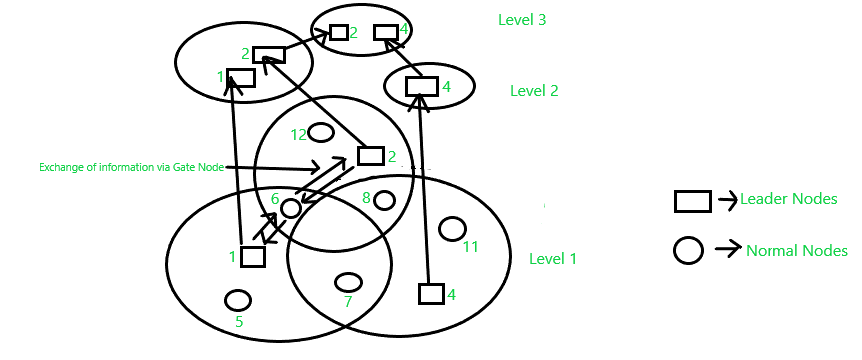 Level 3
2
4
2
1
4
Level 2
12
2
Exchange of information via Gate Node
6
8
11
1
Level 1
4
7
5
Leader Nodes
Normal Nodes